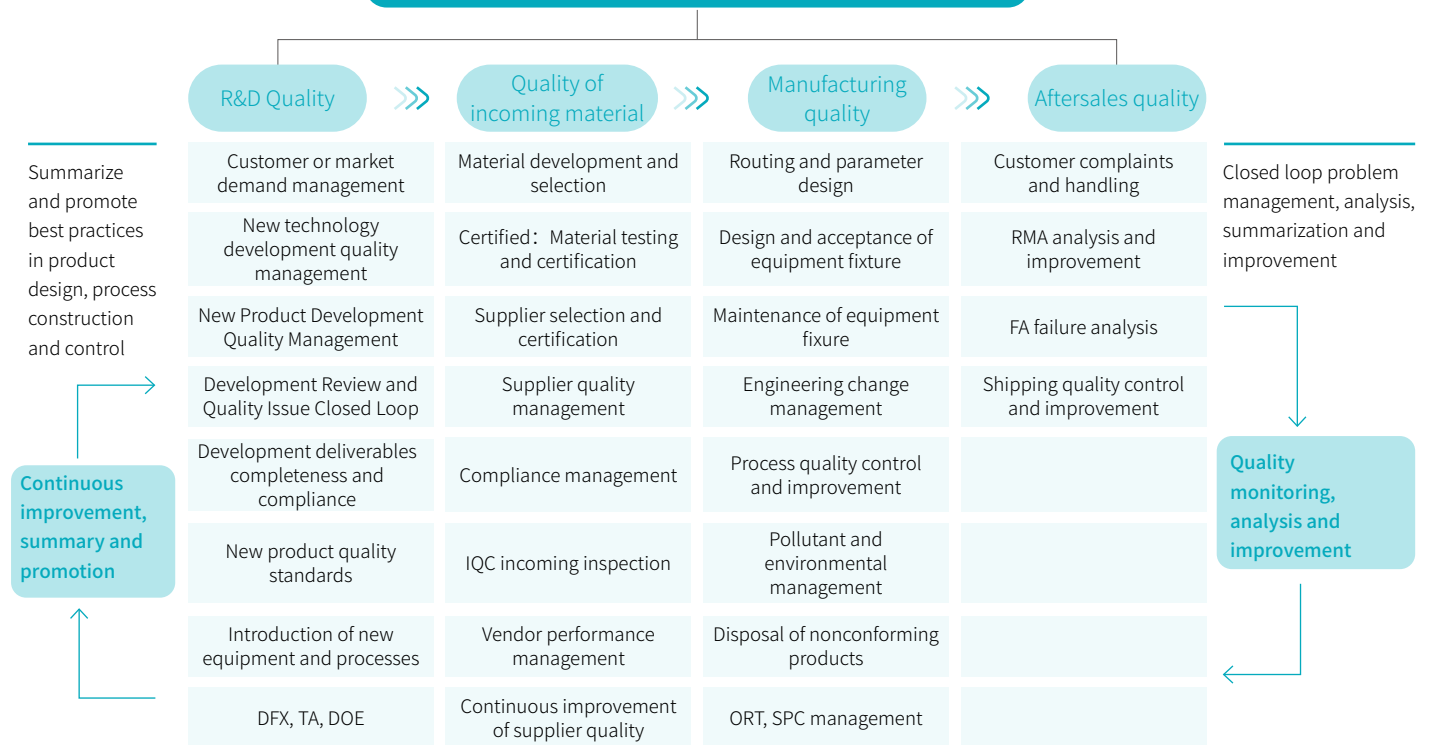 R&D Quality
Quality of
incoming material
Manufacturing
quality
Aftersales quality
Summarize
and promote
best practices
in product
design, process
construction
and control
Continuous
improvement,
summary and
promotion
Customer or market
demand management
New technology
development quality
management
New Product Development
Quality Management
Development Review and
Quality Issue Closed Loop
Development deliverables
completeness and
compliance
New product quality
standards
Introduction of new
equipment and processes
DFX, TA, DOE
Material development and
selection
Certified：Material testing
and certification
Supplier selection and
certification
Supplier quality
management
Compliance management
IQC incoming inspection
Vendor performance
management
Continuous improvement
of supplier quality
Routing and parameter
design
Design and acceptance of
equipment fixture
Maintenance of equipment
fixure
Engineering change
management
Process quality control
and improvement
Pollutant and
environmental
management
Disposal of nonconforming
products
ORT, SPC management
Customer complaints
and handling
RMA analysis and
improvement
FA failure analysis
Shipping quality control
and improvement
Closed loop problem
management, analysis,
summarization and
improvement
Quality
monitoring,
analysis and
improvement